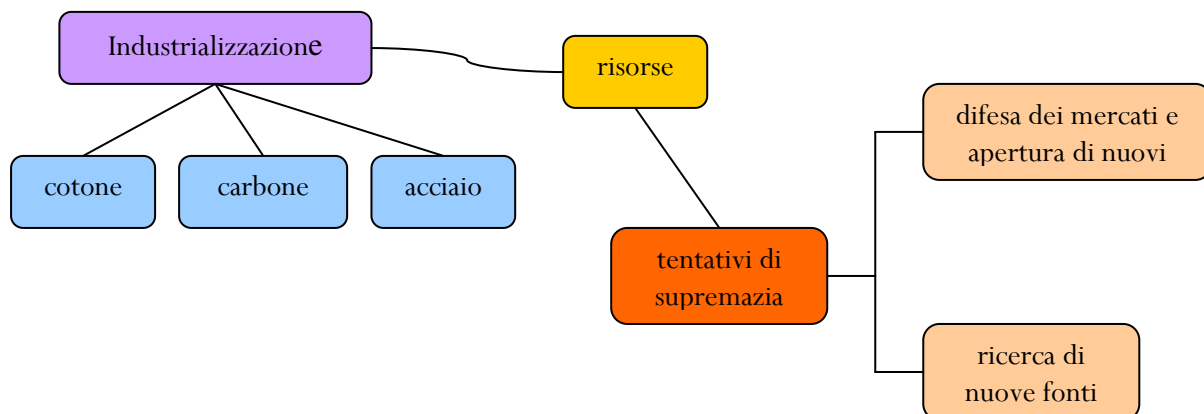 Industrializzazione
risorse
cotone
carbone
acciaio
tentativi di
supremazia
difesa dei mercati e
apertura di nuovi
ricerca di
nuove fonti